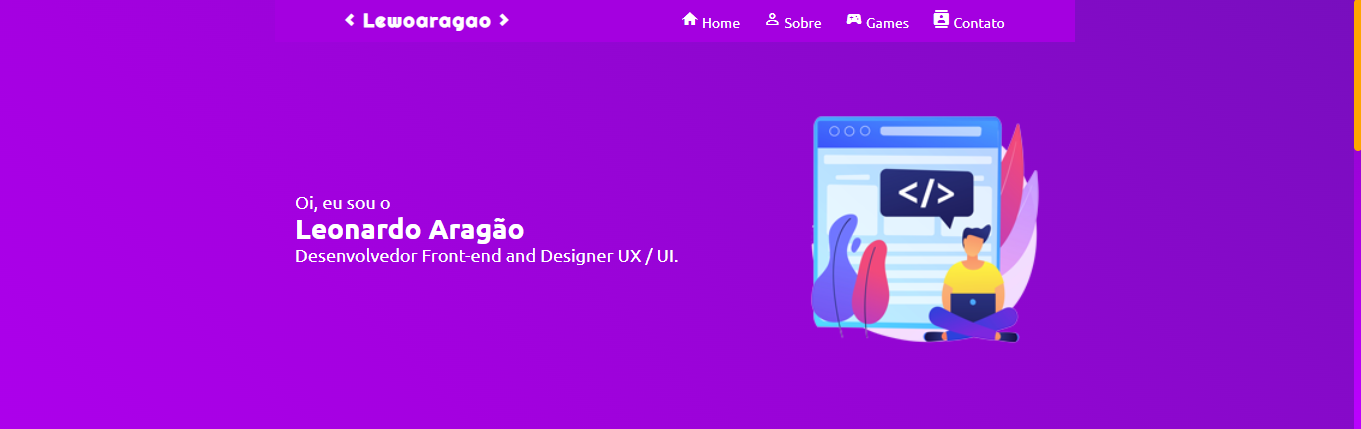 < Lewoaragao >
Home
Sobre
Games
Contato
Oi, eu sou o
Leonardo Aragão
Desenvolvedor Front-end and Designer UX / UI.
</>